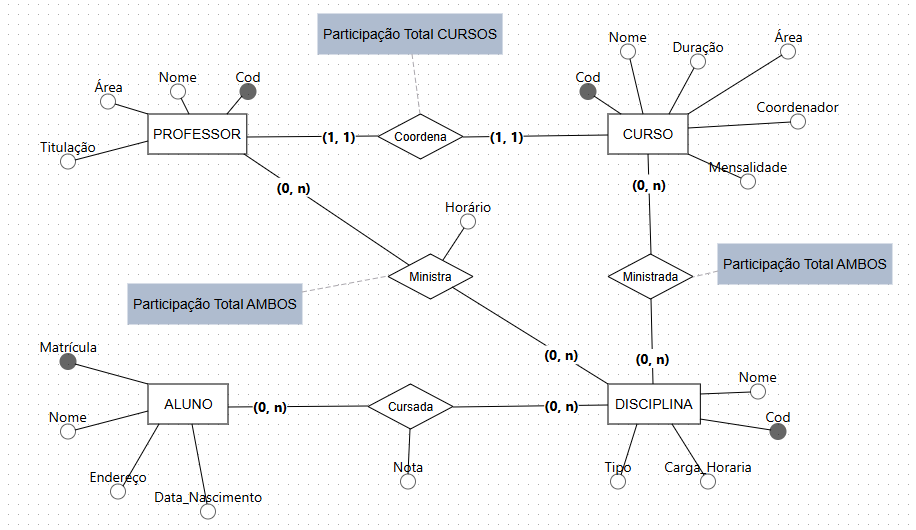 Participação Total CURSOS
Nome
Área
Duração
Cod
Coordenador
Mensalidade
CURSO
Nome
Cod
Área
Titulação
PROFESSOR
(1, 1)
Coordena
(1, 1)
(0, n)
(0, n)
Horário
Ministra
Ministrada
Participação Total AMBOS
Participação Total AMBOS
(0, n)
(0, n)
Matrícula
Nome
Endereço
Data_Nascimento
ALUNO
(0, n)
Cursada
(0, n)
Nota
DISCIPLINA
Nome
Cod
Tipo
Carga_Horaria